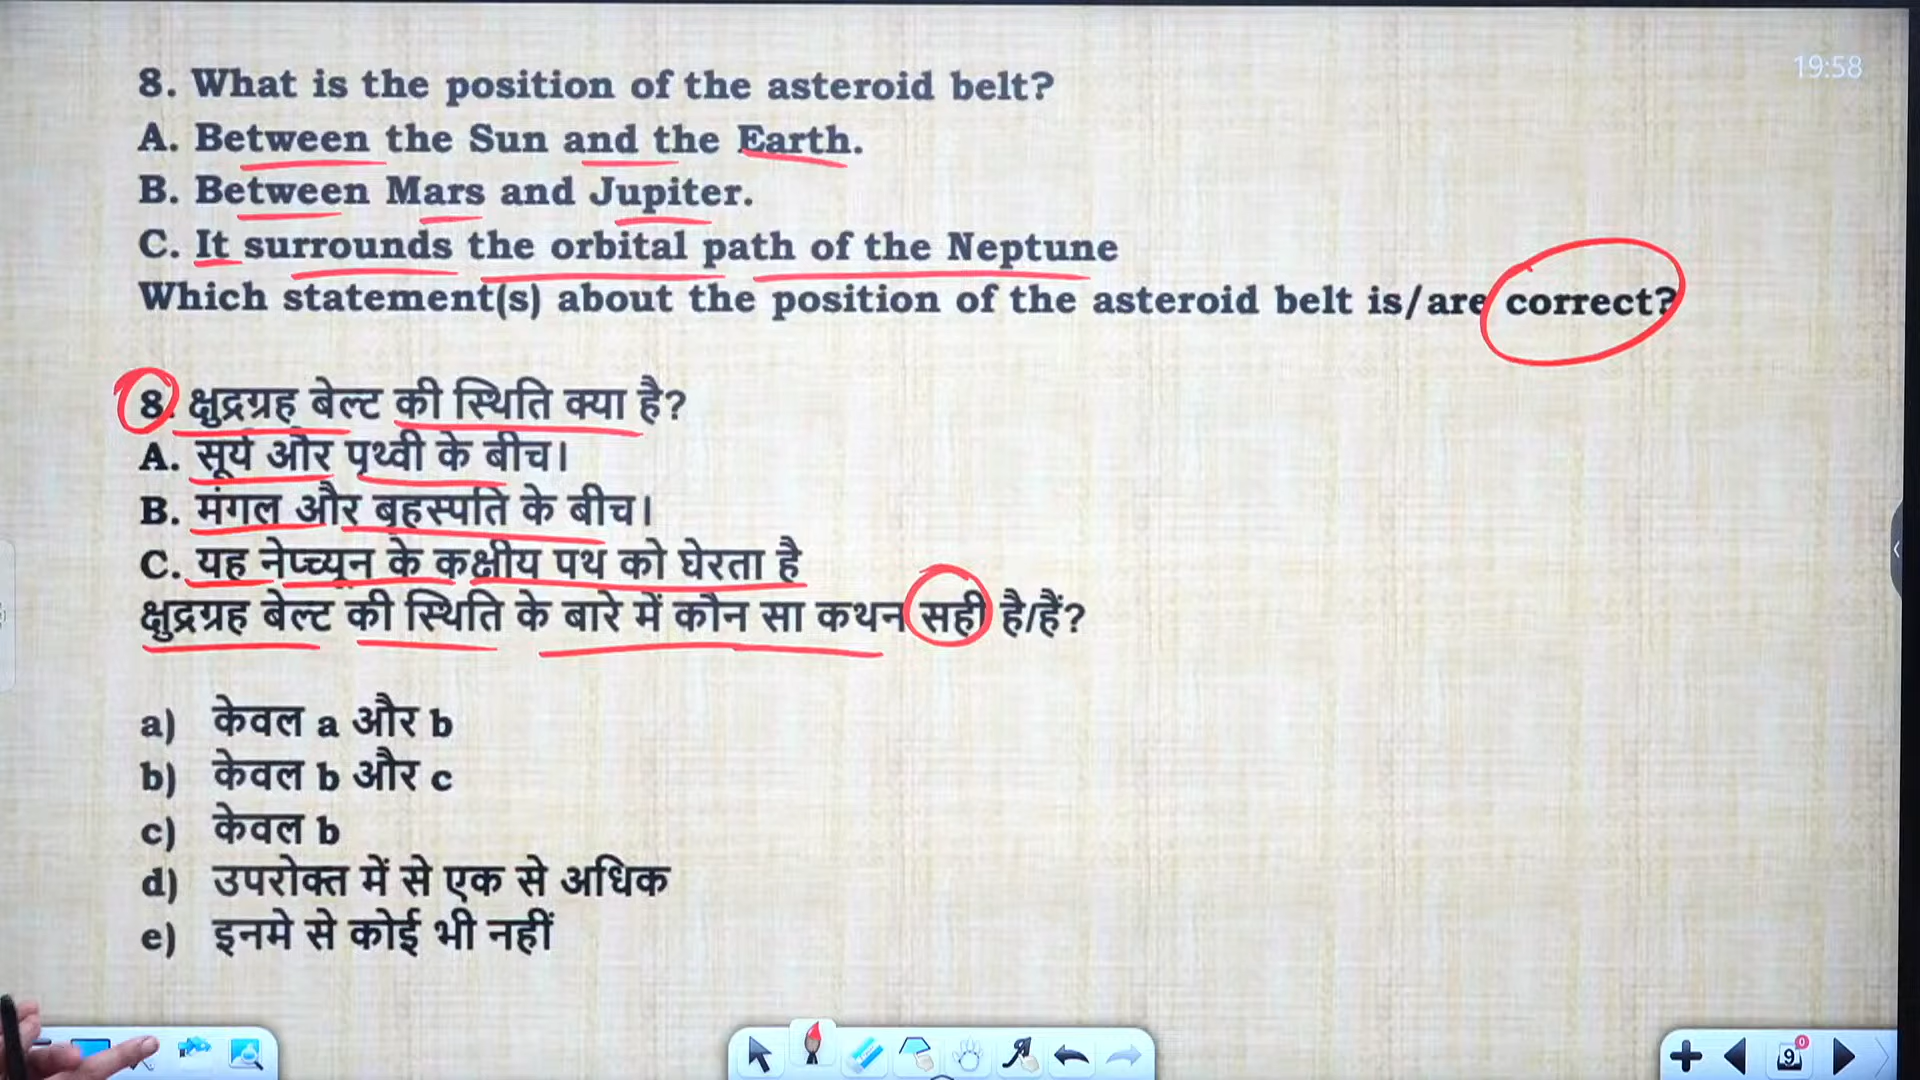 19:58
8. What is the position of the asteroid belt?
A. Between the Sun and the Earth.
B. Between Mars and Jupiter.
C. It surrounds the orbital path of the Neptune
Which statement(s) about the position of the asteroid belt is/are correct?
8. क्षुद्रग्रह बेल्ट की स्थिति क्या है?
A. सूर्य और पृथ्वी के बीच।
B. मंगल और बृहस्पति के बीच।
C. यह नेप्च्यून के कक्षीय पथ को घेरता है
क्षुद्रग्रह बेल्ट की स्थिति के बारे में कौन सा कथन सही है/हैं?
a) केवल a और b
b) केवल b और c
c) केवल b
d) उपरोक्त में से एक से अधिक
e) इनमे से कोई भी नहीं
9
0